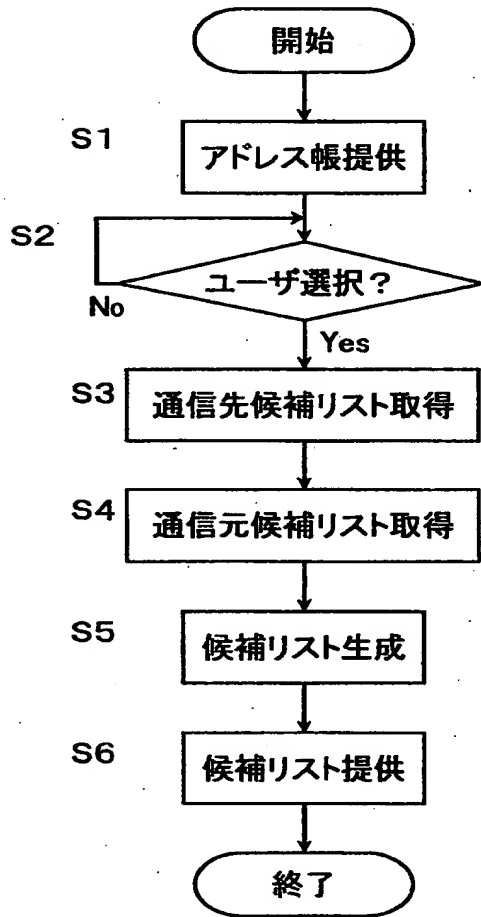 開始
S1
アドレス帳提供
S2
ユーザ選択?
No
Yes
S3
通信先候補リスト取得
S4
通信元候補リスト取得
S5
候補リスト生成
S6
候補リスト提供
終了